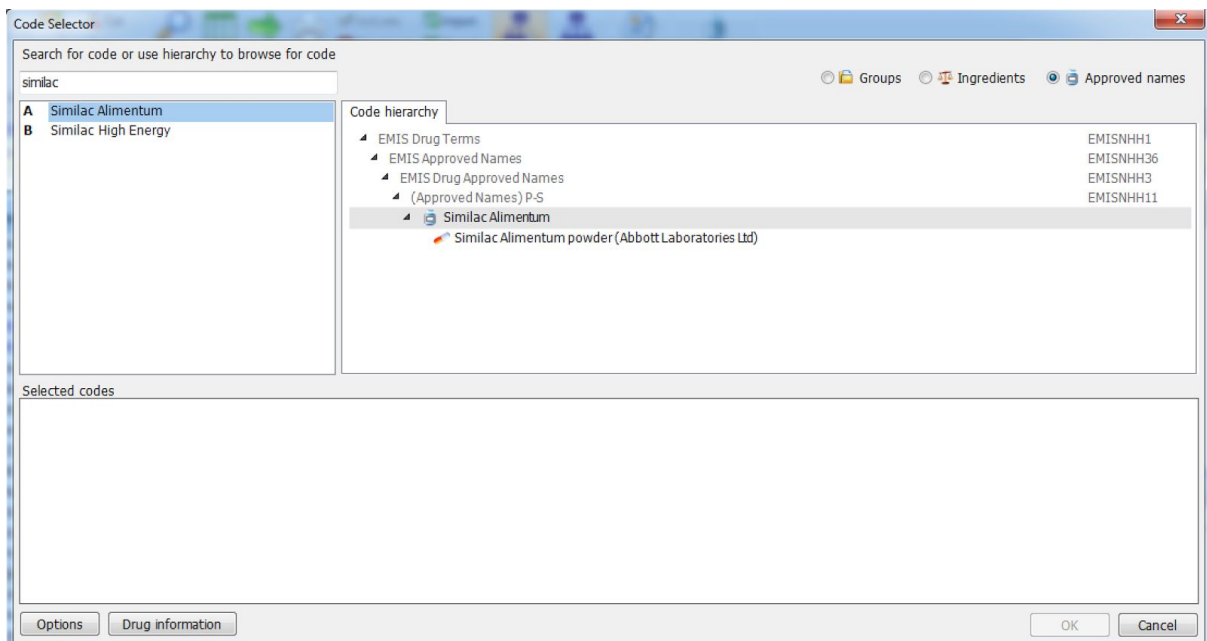 Code Selector
Search for code or use hierarchy to browse for code
similac
Groups Ingredients Approved names
A Similac Alimentum
B Similac High Energy
Code hierarchy
EMIS Drug Terms EMISNHH1
EMIS Approved Names EMISNHH36
EMIS Drug Approved Names EMISNHH3
(Approved Names) P-S EMISNHH11
Similac Alimentum
Similac Alimentum powder (Abbott Laboratories Ltd)
Selected codes
Options Drug information OK Cancel